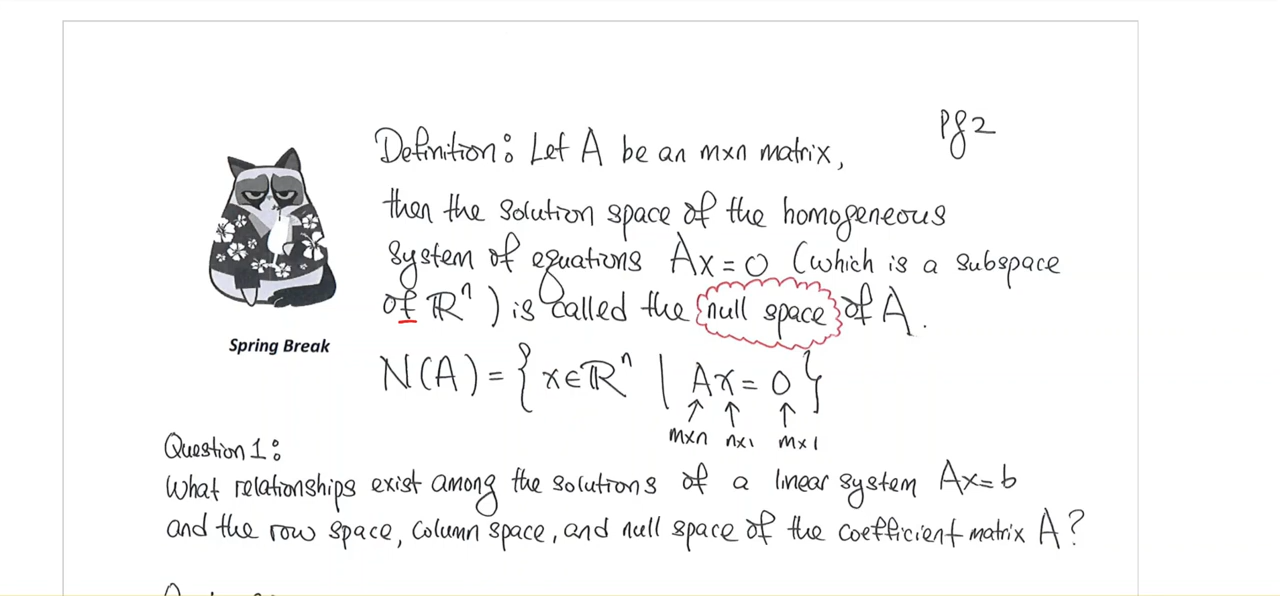 Pg 2
Definition: Let A be an m×n matrix,
then the solution space of the homogeneous
system of equations Ax=0 (which is a subspace
of ℝⁿ) is called the null space of A.
Spring Break
N(A) = { x∈ℝⁿ | Ax = 0 }
m×n n×1 m×1
Question 1:
What relationships exist among the solutions of a linear system Ax=b
and the row space, column space, and null space of the coefficient matrix A?